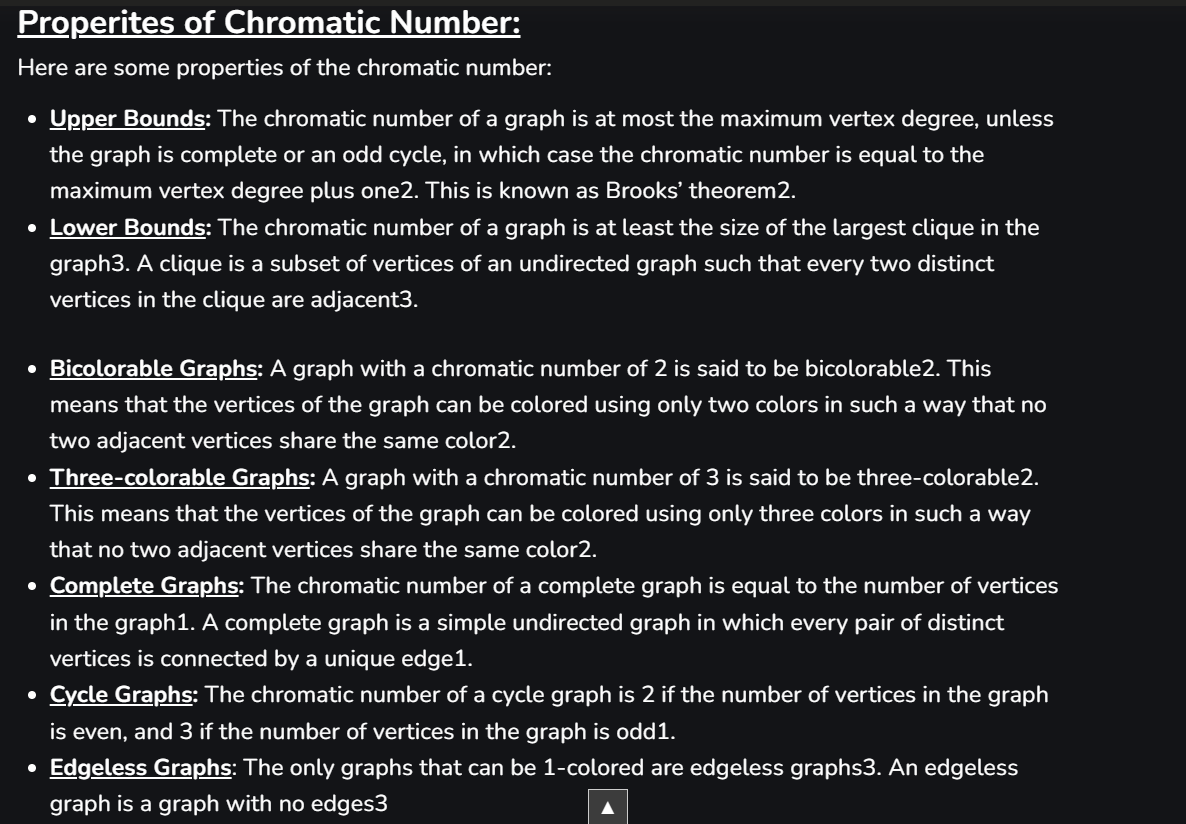 Properites of Chromatic Number:
Here are some properties of the chromatic number:
• Upper Bounds: The chromatic number of a graph is at most the maximum vertex degree, unless
the graph is complete or an odd cycle, in which case the chromatic number is equal to the
maximum vertex degree plus one2. This is known as Brooks’ theorem2.
• Lower Bounds: The chromatic number of a graph is at least the size of the largest clique in the
graph3. A clique is a subset of vertices of an undirected graph such that every two distinct
vertices in the clique are adjacent3.
• Bicolorable Graphs: A graph with a chromatic number of 2 is said to be bicolorable2. This
means that the vertices of the graph can be colored using only two colors in such a way that no
two adjacent vertices share the same color2.
• Three-colorable Graphs: A graph with a chromatic number of 3 is said to be three-colorable2.
This means that the vertices of the graph can be colored using only three colors in such a way
that no two adjacent vertices share the same color2.
• Complete Graphs: The chromatic number of a complete graph is equal to the number of vertices
in the graph1. A complete graph is a simple undirected graph in which every pair of distinct
vertices is connected by a unique edge1.
• Cycle Graphs: The chromatic number of a cycle graph is 2 if the number of vertices in the graph
is even, and 3 if the number of vertices in the graph is odd1.
• Edgeless Graphs: The only graphs that can be 1-colored are edgeless graphs3. An edgeless
graph is a graph with no edges3